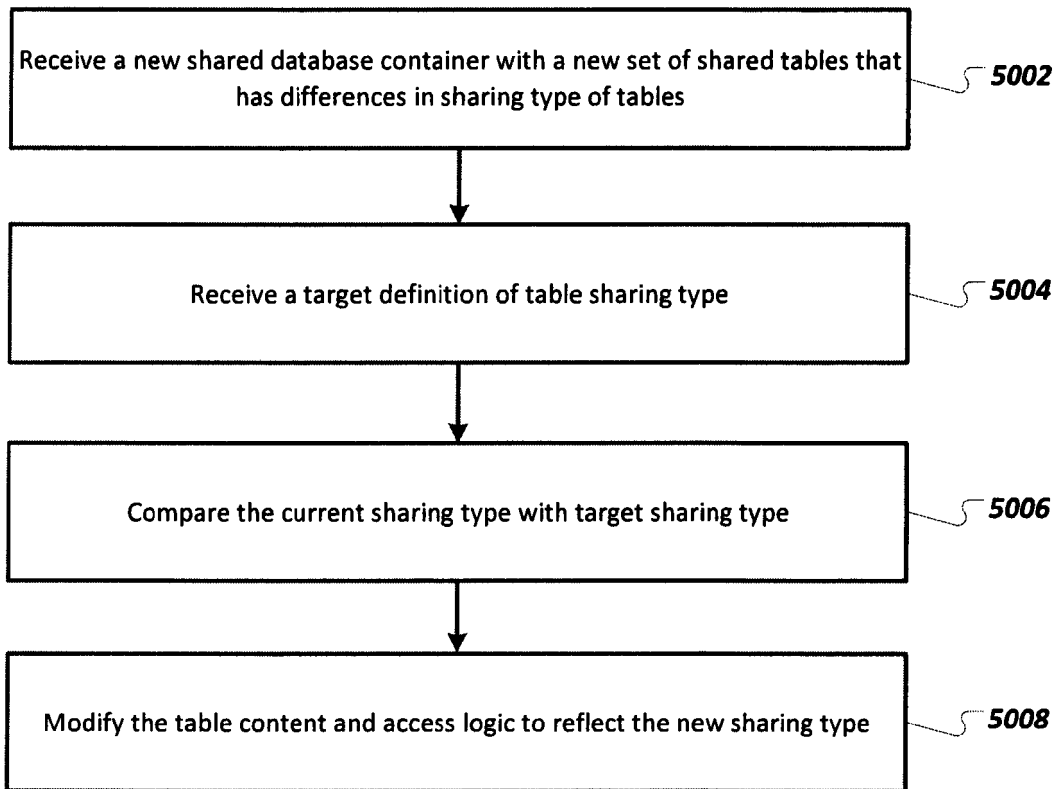 Receive a new shared database container with a new set of shared tables that
has differences in sharing type of tables
5002
Receive a target definition of table sharing type
5004
Compare the current sharing type with target sharing type
5006
Modify the table content and access logic to reflect the new sharing type
5008